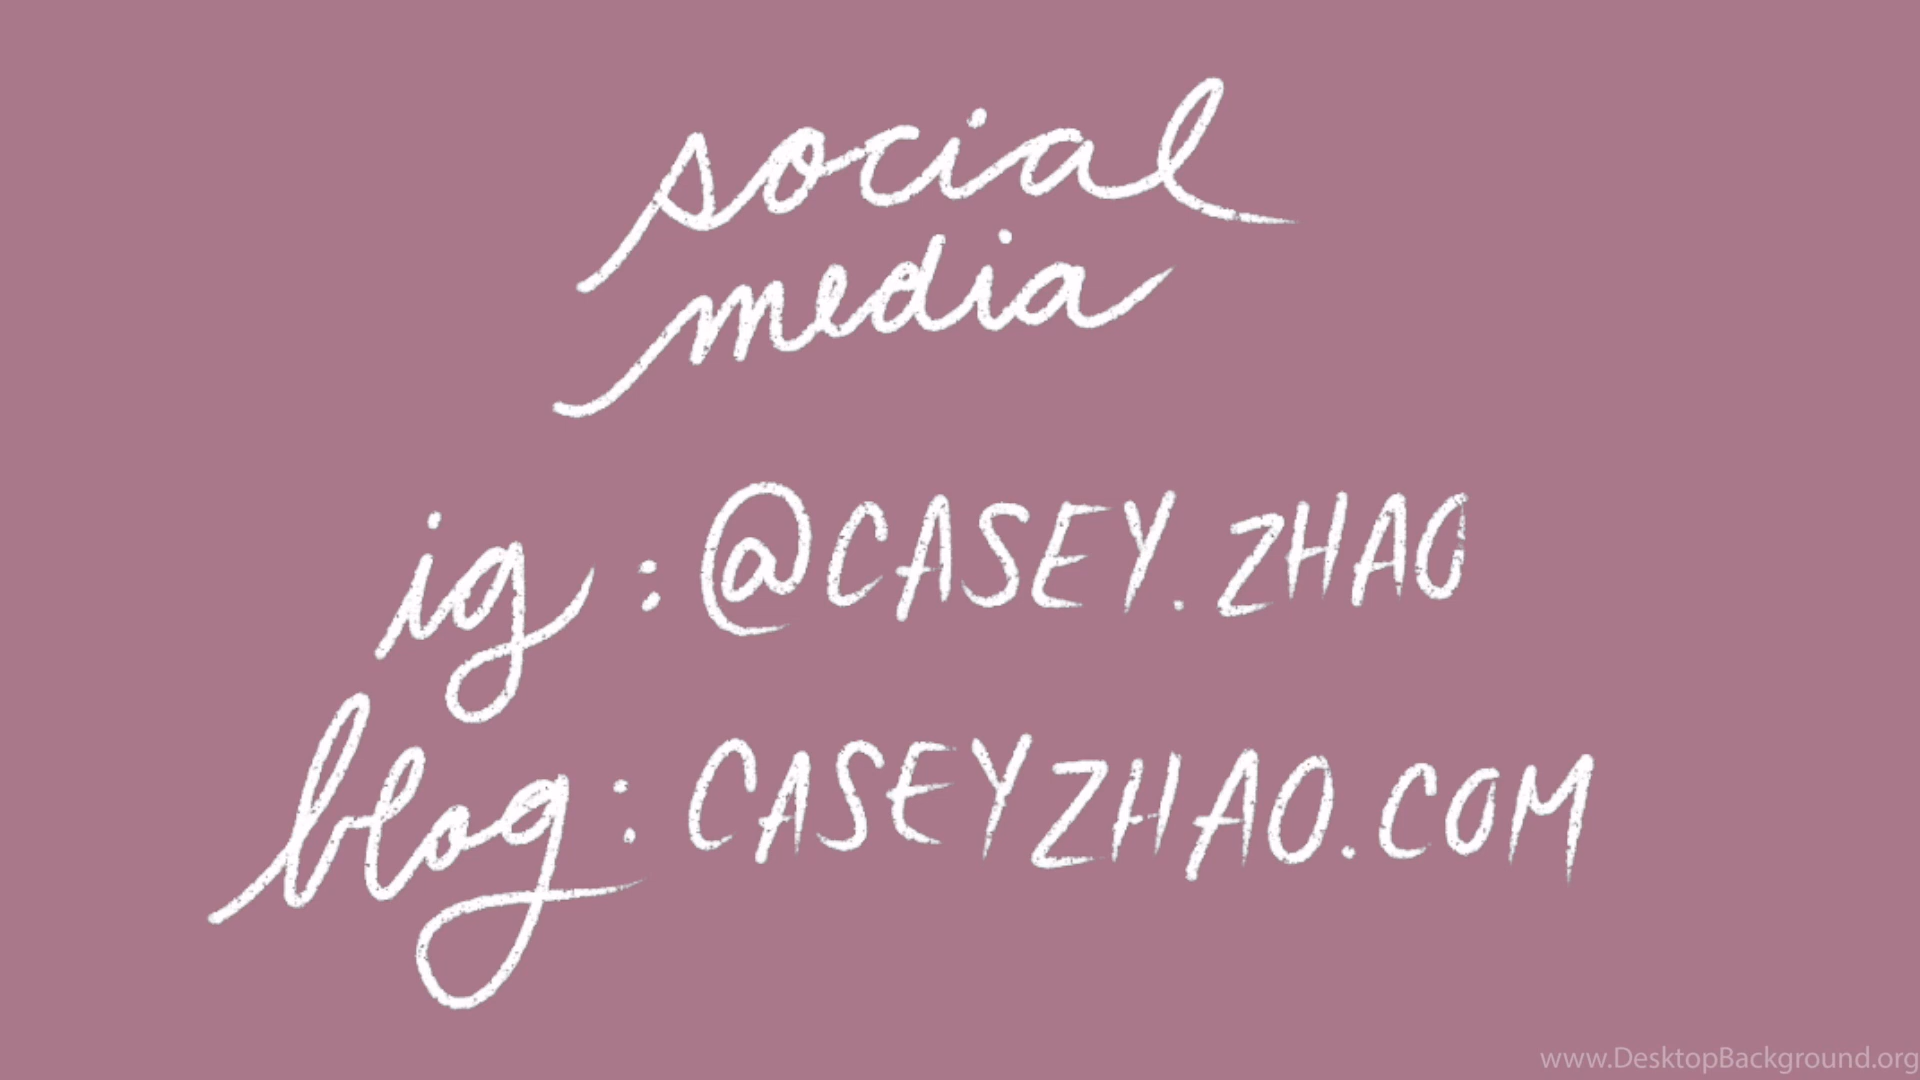 social
media
ig : @CASEY.ZHAO
blog : CASEYZHAO.COM
www.DesktopBackground.org